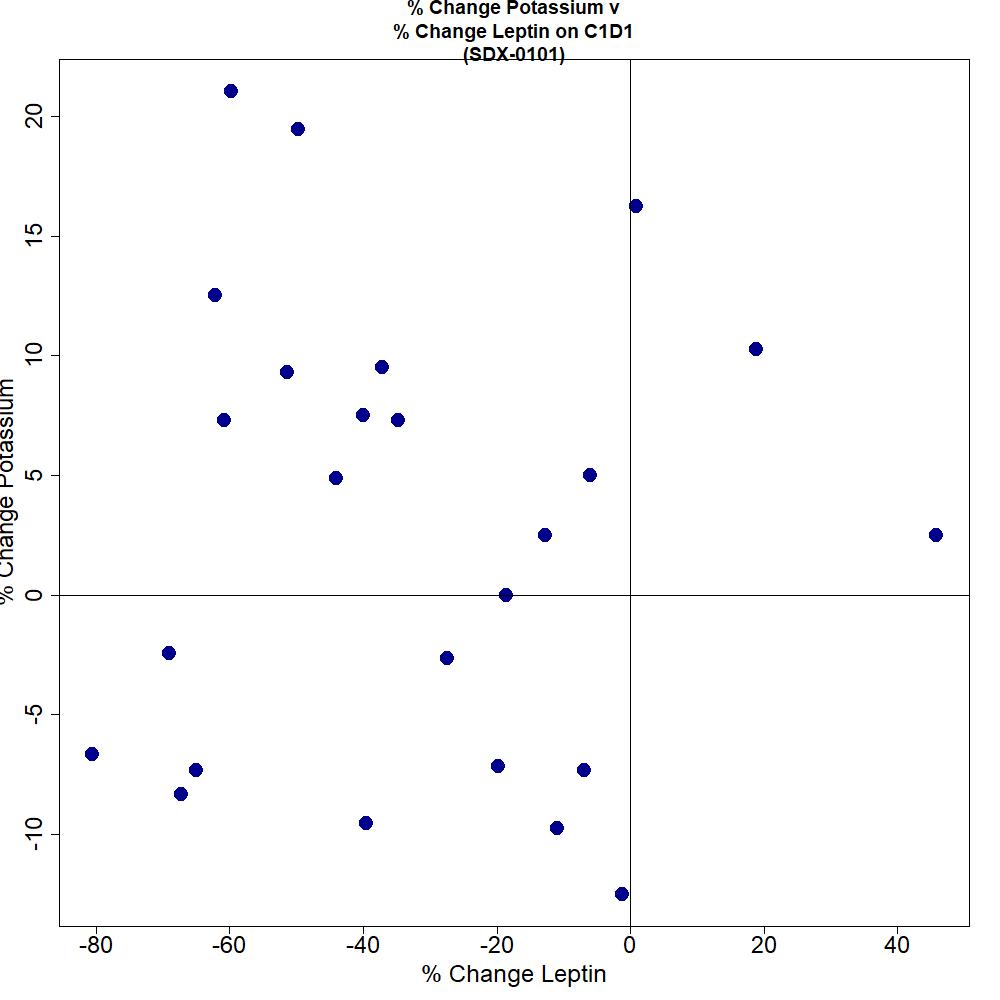 % Change Potassium v
% Change Leptin on C1D1
(SDX-0101)
% Change Potassium
20
15
10
5
0
-5
-10
-80 -60 -40 -20 0 20 40
% Change Leptin